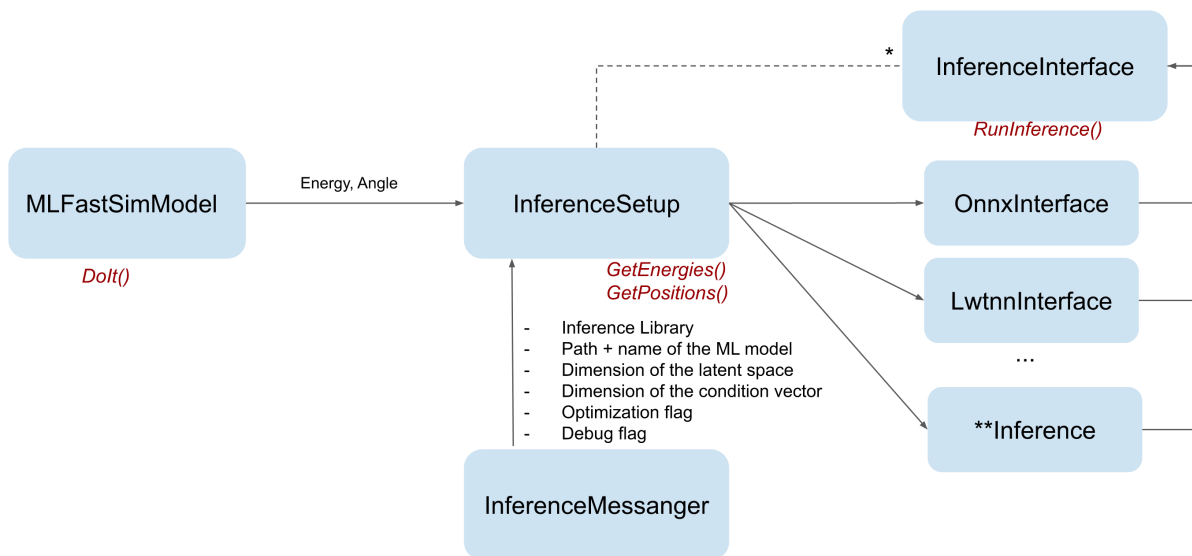 *
InferenceInterface
RunInference()
MLFastSimModel
DoIt()
Energy, Angle
InferenceSetup
GetEnergies()
GetPositions()
OnnxInterface
LwtnnInterface
...
**Inference
- Inference Library
- Path + name of the ML model
- Dimension of the latent space
- Dimension of the condition vector
- Optimization flag
- Debug flag
InferenceMessanger